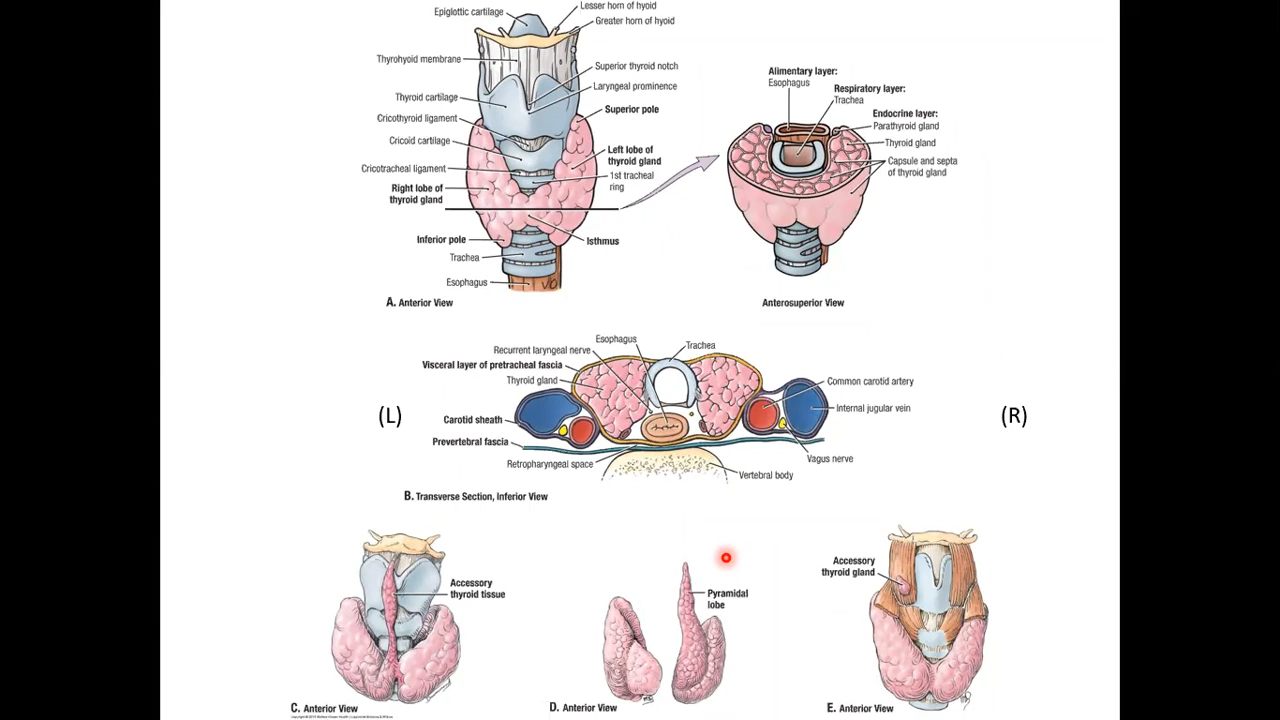 Epiglottic cartilage
Lesser horn of hyoid
Greater horn of hyoid
Thyrohyoid membrane
Superior thyroid notch
Laryngeal prominence
Thyroid cartilage
Superior pole
Cricothyroid ligament
Cricoid cartilage
Left lobe of
thyroid gland
Cricotracheal ligament
1st tracheal
ring
Right lobe of
thyroid gland
Inferior pole
Isthmus
Trachea
Esophagus
VO
A. Anterior View
Alimentary layer:
Esophagus
Respiratory layer:
Trachea
Endocrine layer:
Parathyroid gland
Thyroid gland
Capsule and septa
of thyroid gland
Anterosuperior View
Esophagus
Trachea
Recurrent laryngeal nerve
Visceral layer of pretracheal fascia
Thyroid gland
Common carotid artery
(L)
Internal jugular vein
(R)
Carotid sheath
Prevertebral fascia
Vagus nerve
Retropharyngeal space
Vertebral body
B. Transverse Section, Inferior View
Accessory
thyroid tissue
C. Anterior View
Pyramidal
lobe
D. Anterior View
Accessory
thyroid gland
E. Anterior View